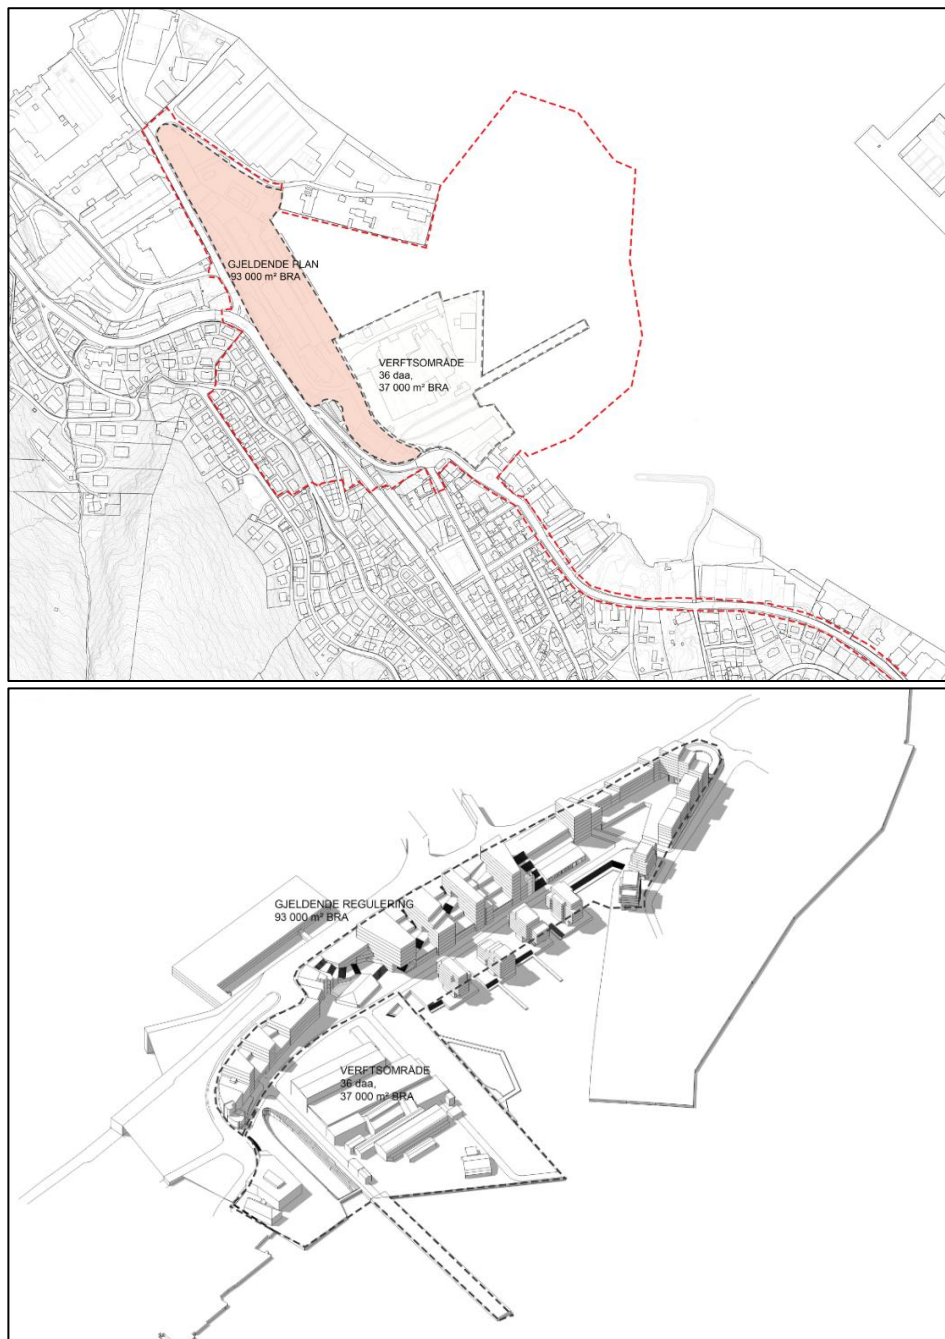 GJELDENDE PLAN
93 000 m² BRA
VERFTSOMRÅDE
36 daa,
37 000 m² BRA
GJELDENDE REGULERING
93 000 m² BRA
VERFTSOMRÅDE
36 daa,
37 000 m² BRA